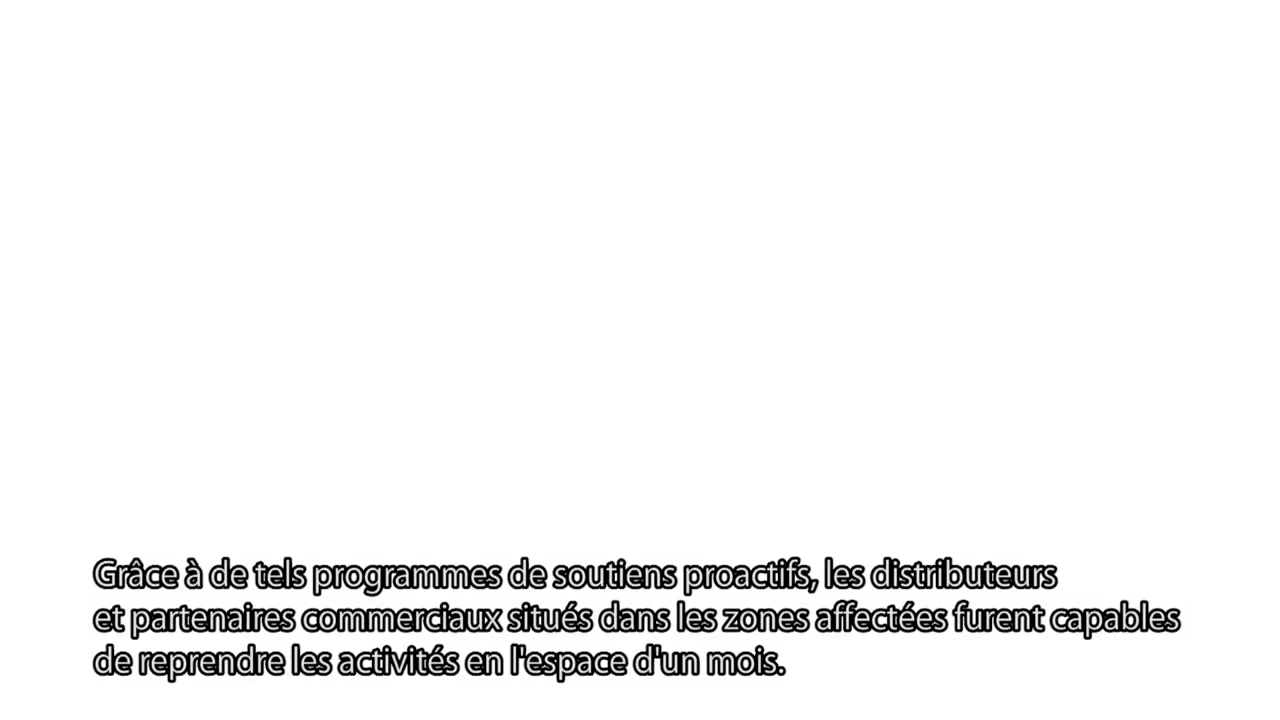 Grâce à de tels programmes de soutiens proactifs, les distributeurs
et partenaires commerciaux situés dans les zones affectées furent capables
de reprendre les activités en l'espace d'un mois.